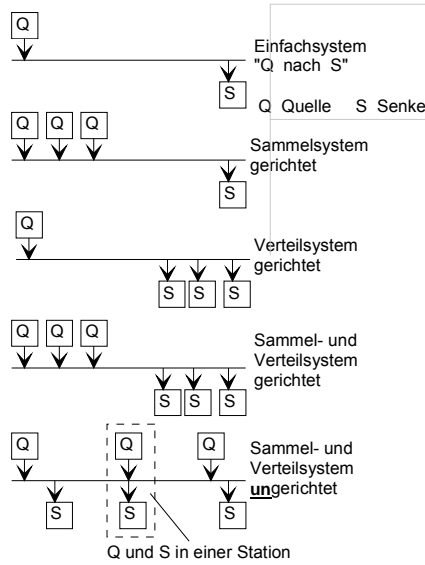 Q
Einfachsystem
"Q nach S"
S
Q Quelle S Senke
Q Q Q
Sammelsystem
gerichtet
S
Q
Verteilsystem
gerichtet
S S S
Q Q Q
Sammel- und
Verteilsystem
gerichtet
S S S
Q Q Q
Sammel- und
Verteilsystem
ungerichtet
S S S
Q und S in einer Station